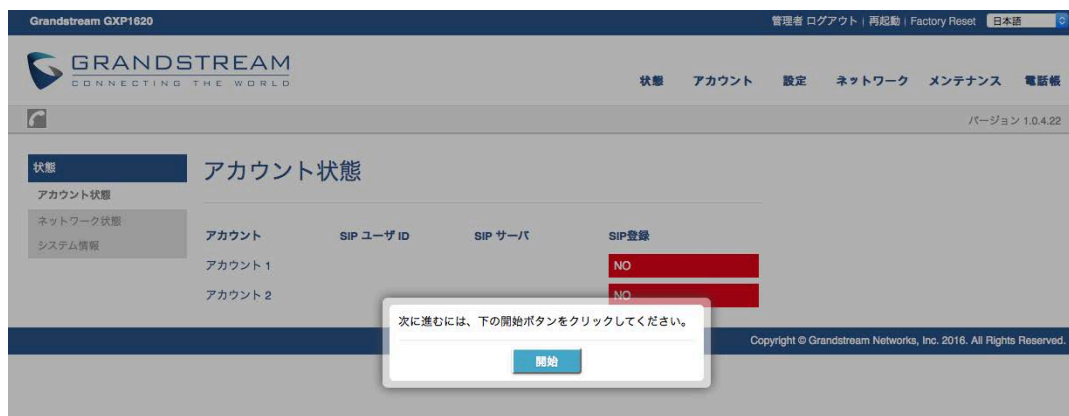 Grandstream GXP1620
管理者 ログアウト | 再起動 | Factory Reset 日本語
GRANDSTREAM
CONNECTING THE WORLD
状態 アカウント 設定 ネットワーク メンテナンス 電話帳
バージョン 1.0.4.22
状態
アカウント状態
ネットワーク状態
システム情報
アカウント状態
アカウント SIP ユーザ ID SIP サーバ SIP登録
アカウント 1 NO
アカウント 2 NO
次に進むには、下の開始ボタンをクリックしてください。
開始
Copyright © Grandstream Networks, Inc. 2016. All Rights Reserved.